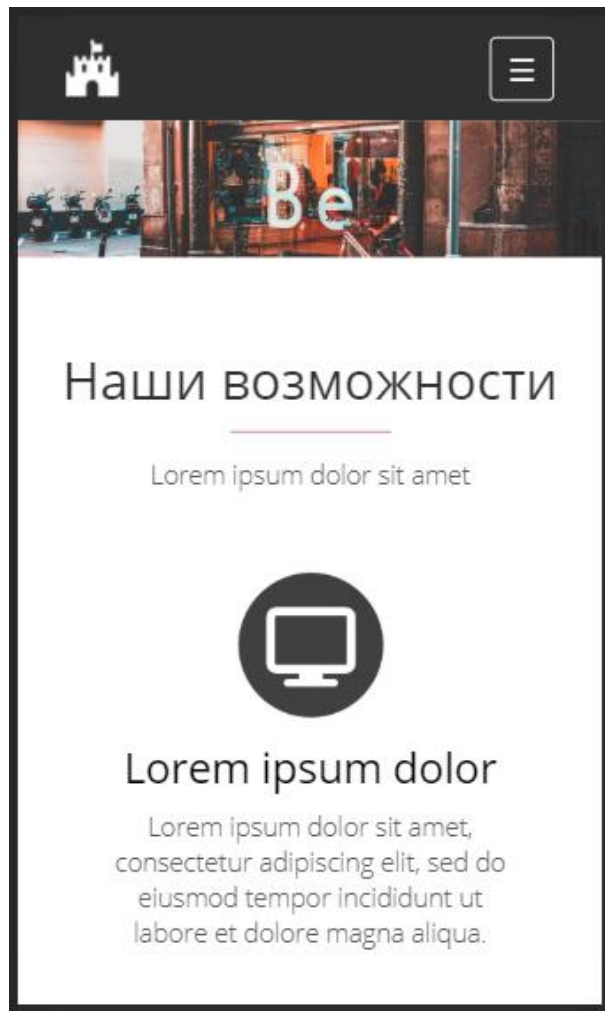 Be
Наши возможности
Lorem ipsum dolor sit amet
Lorem ipsum dolor
Lorem ipsum dolor sit amet,
consectetur adipiscing elit, sed do
eiusmod tempor incididunt ut
labore et dolore magna aliqua.